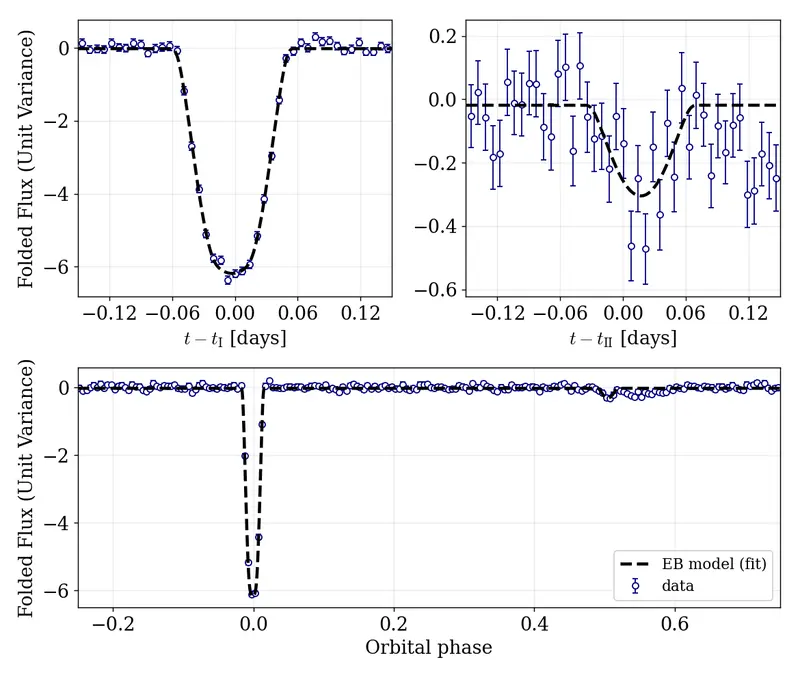 Folded Flux (Unit Variance)
0
−2
−4
−6
−0.12 −0.06 0.00 0.06 0.12
t − t_I [days]
0.2
0.0
−0.2
−0.4
−0.6
−0.12 −0.06 0.00 0.06 0.12
t − t_II [days]
Folded Flux (Unit Variance)
0
−2
−4
−6
−0.2 0.0 0.2 0.4 0.6
Orbital phase
EB model (fit)
data